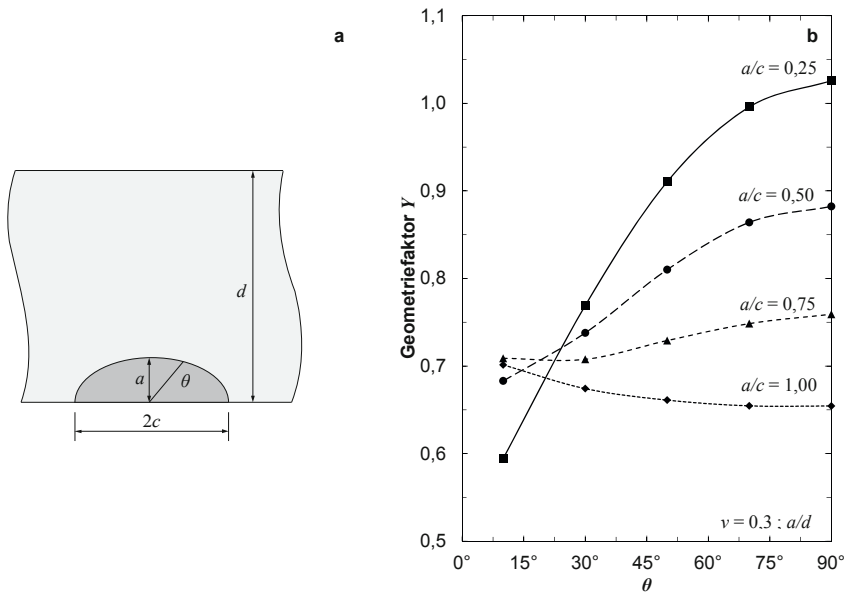 a
d
a
θ
2c
b
Geometriefaktor Y
1,1
1,0
0,9
0,8
0,7
0,6
0,5
a/c = 0,25
a/c = 0,50
a/c = 0,75
a/c = 1,00
ν = 0.3 ; a/d
0°
15°
30°
45°
60°
75°
90°
θ